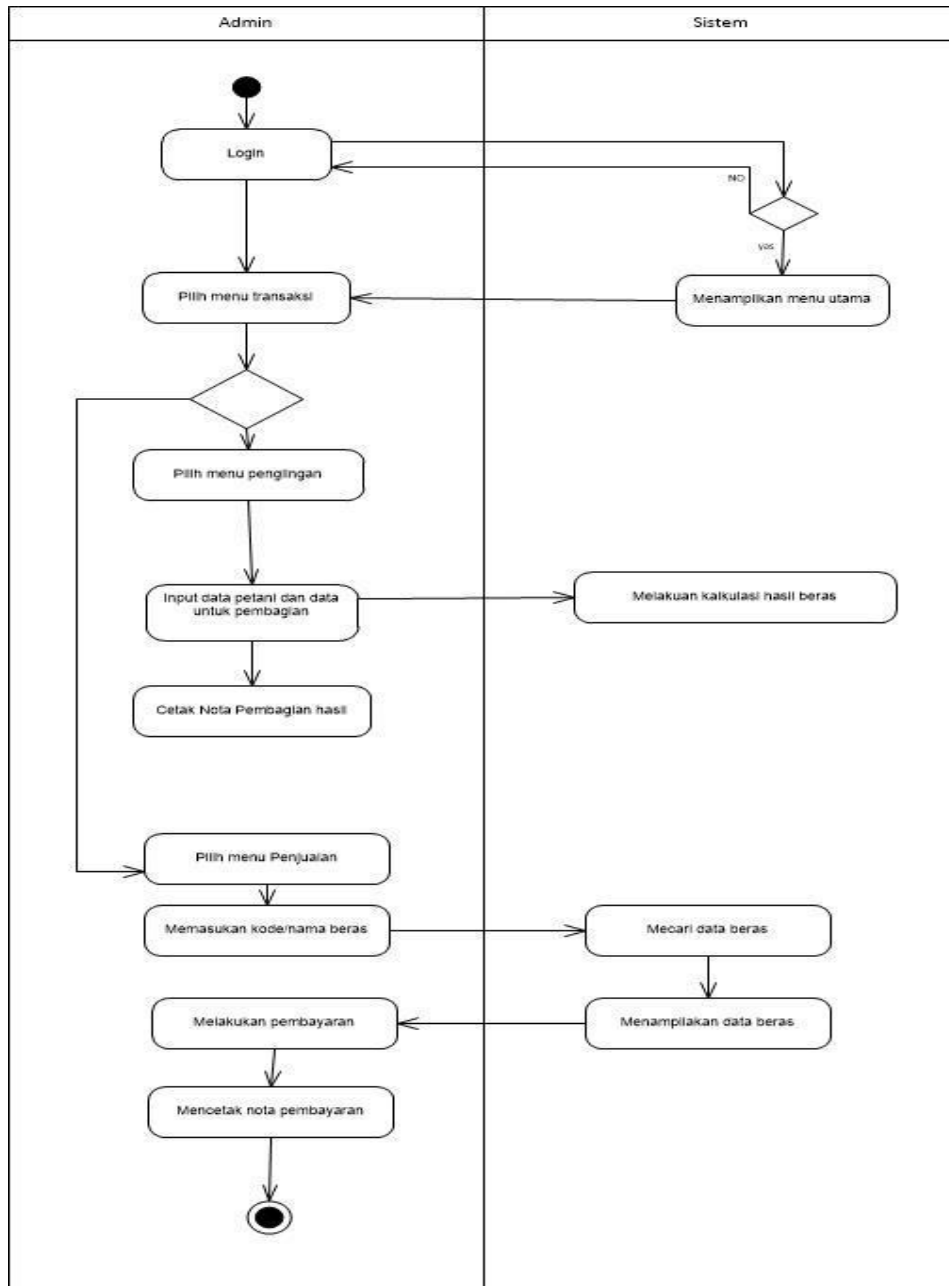 Admin
Sistem
Login
NO
yas
Pilih menu transaksi
Menampilkan menu utama
Pilih menu penglingan
Input data petani dan data
untuk pembagian
Melakuan kalkulasi hasil beras
Cetak Nota Pembagian hasil
Pilih menu Penjualan
Memasukan kode/nama beras
Mecari data beras
Melakukan pembayaran
Menampilakan data beras
Mencetak nota pembayaran